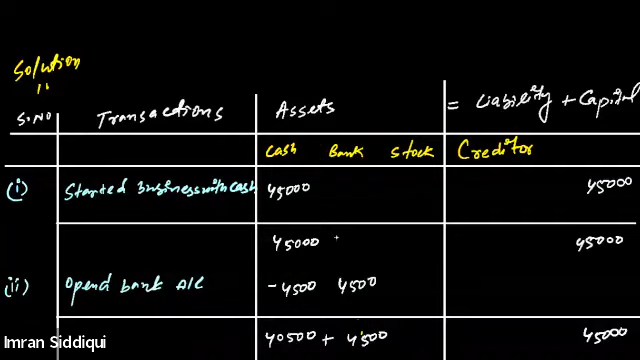 Solution
S.No Transactions Assets = Liability + Capital
Cash Bank Stock Creditor
(i) Started Business with cash 45000 45000
45000 45000
(ii) Opend bank A/C -4500 4500
40500 + 4500 45000
Imran Siddiqui